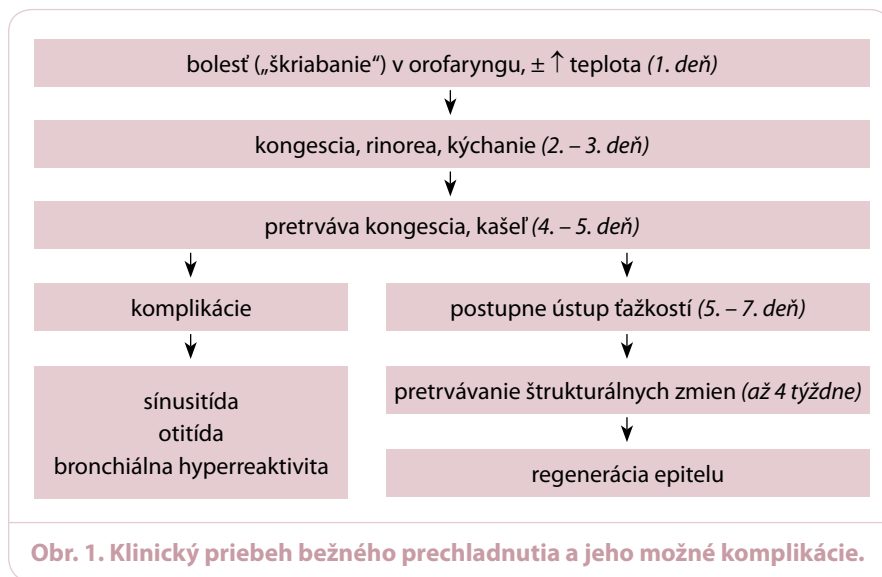 bolesť („škriabanie“) v orofaryngu, ± ↑ teplota (1. deň)
kongescia, rinorea, kýchanie (2. – 3. deň)
pretrváva kongescia, kašeľ (4. – 5. deň)
komplikácie
sínusitída
otitída
bronchiálna hyperreaktivita
postupne ústup ťažkostí (5. – 7. deň)
pretrvávanie štrukturálnych zmien (až 4 týždne)
regenerácia epitelu
Obr. 1. Klinický priebeh bežného prechladnutia a jeho možné komplikácie.